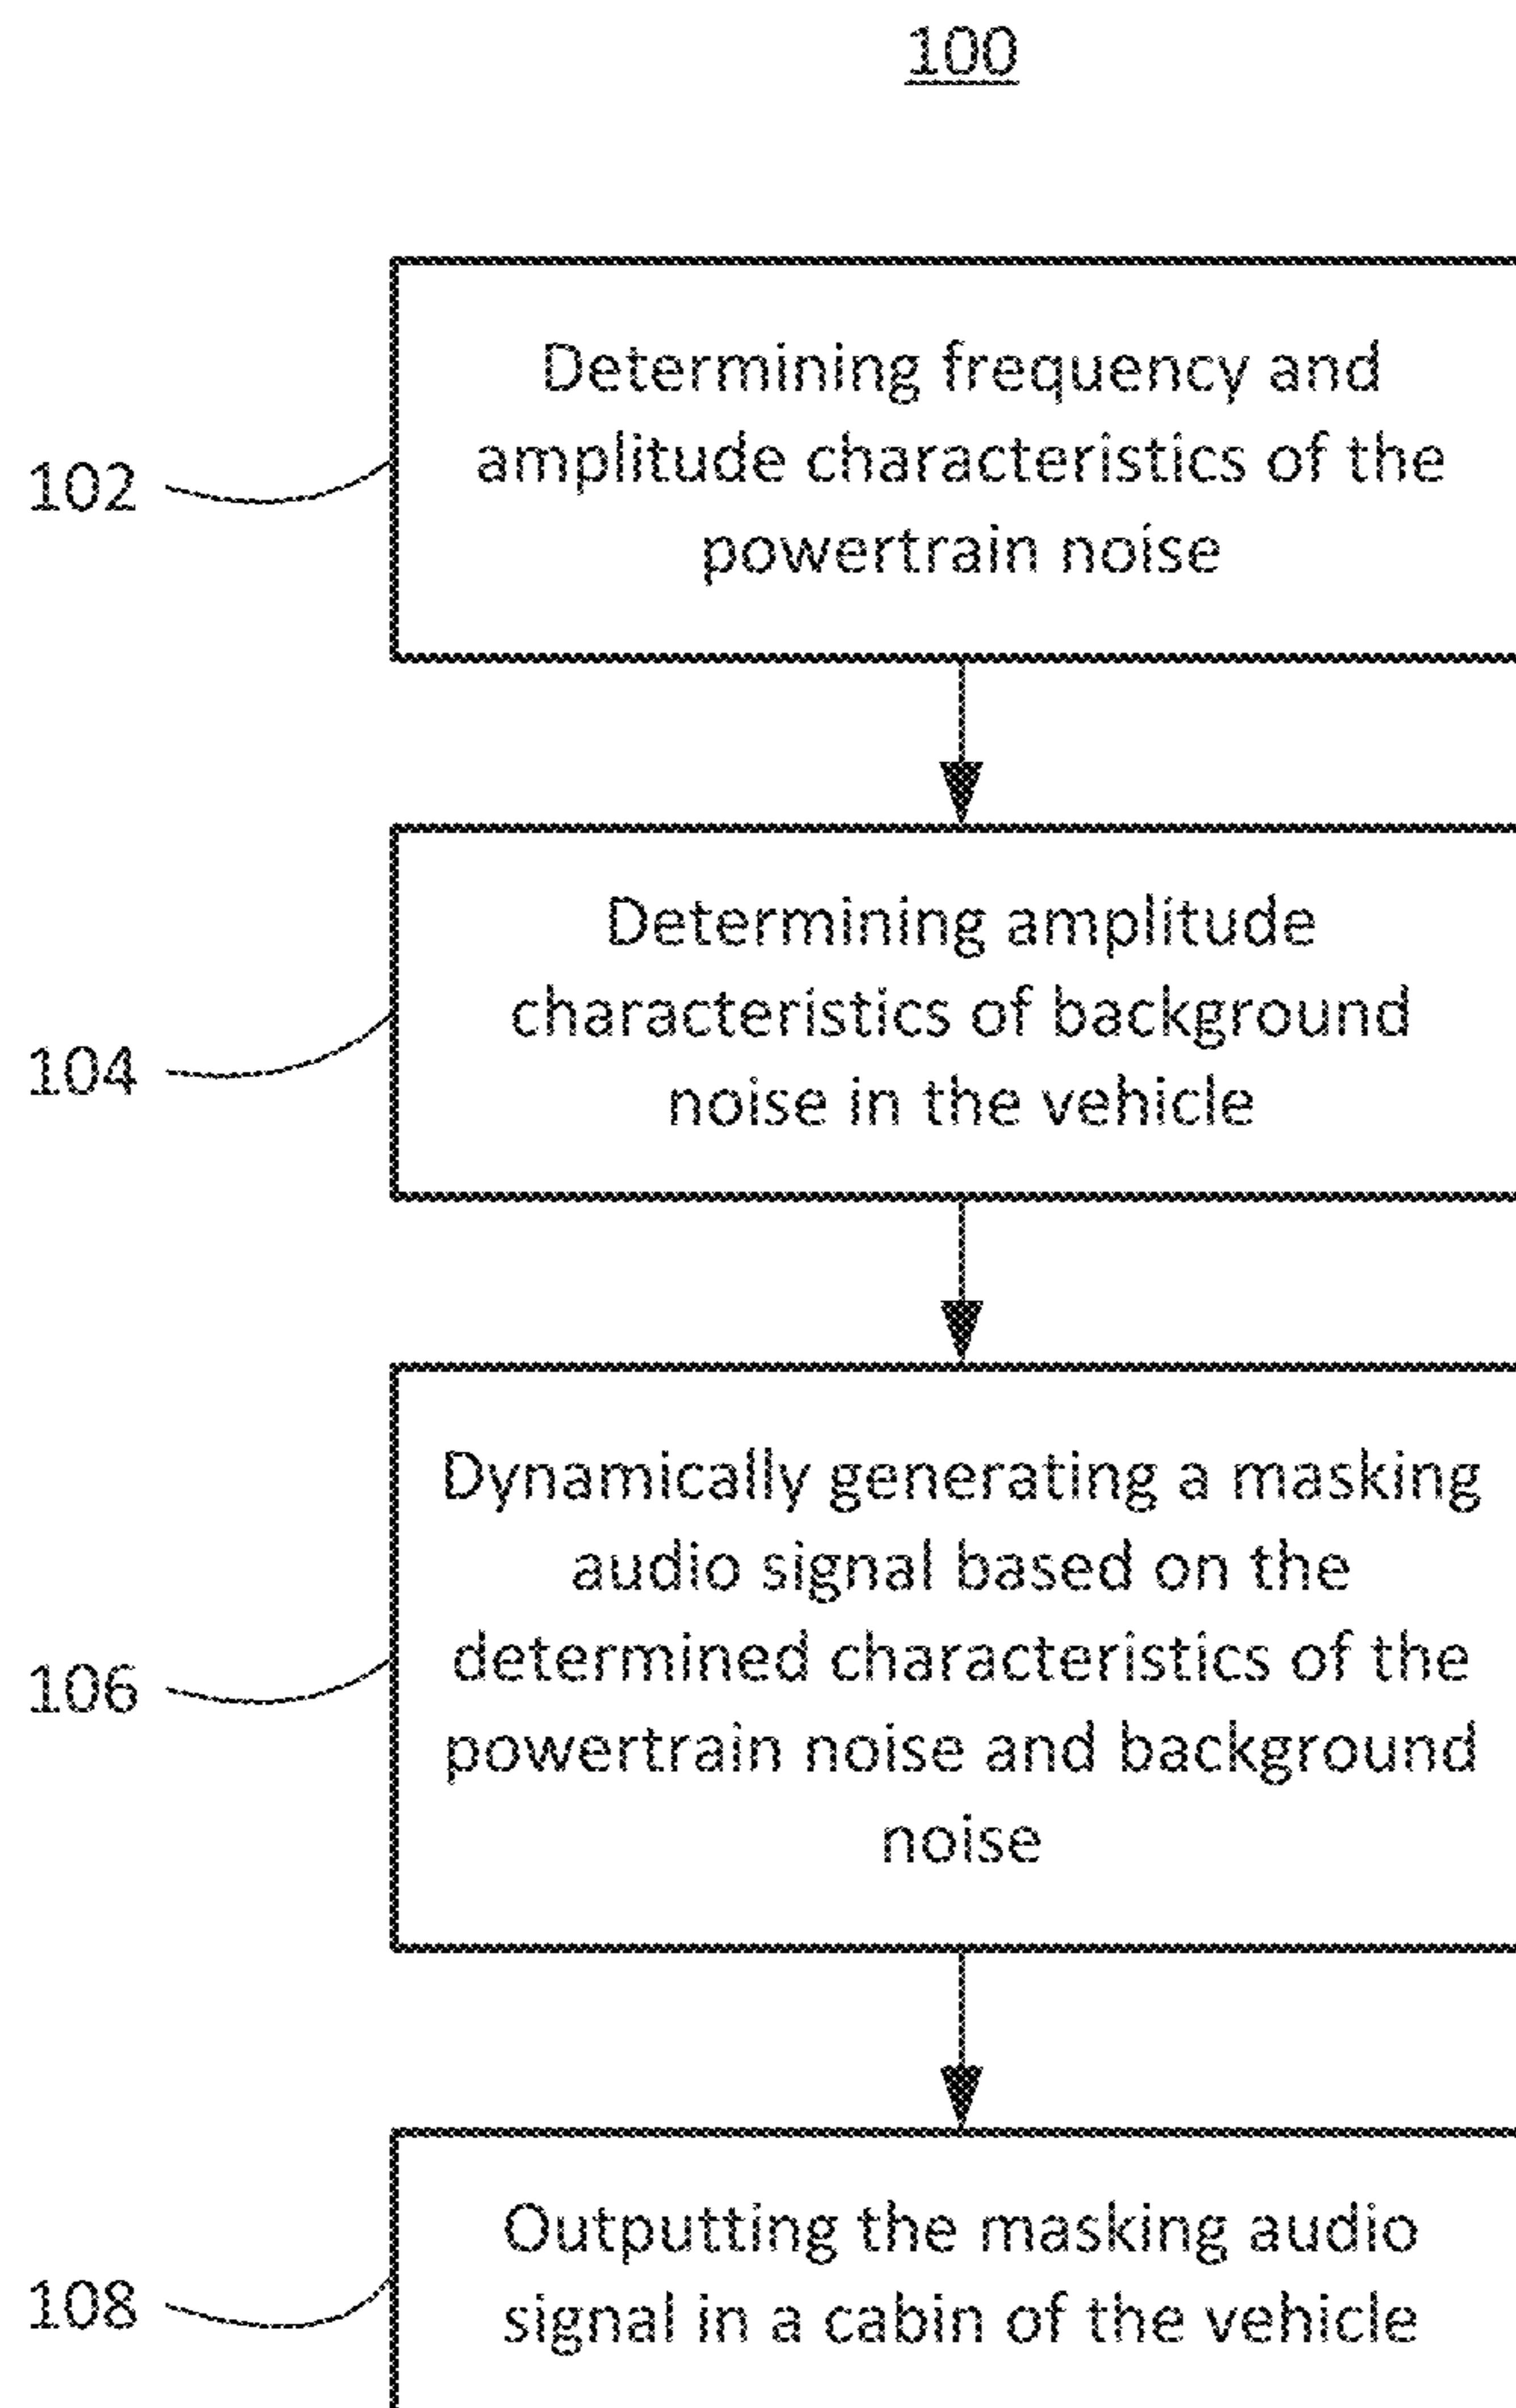 100
102
Determining frequency and
amplitude characteristics of the
powertrain noise
104
Determining amplitude
characteristics of background
noise in the vehicle
106
Dynamically generating a masking
audio signal based on the
determined characteristics of the
powertrain noise and background
noise
108
Outputting the masking audio
signal in a cabin of the vehicle